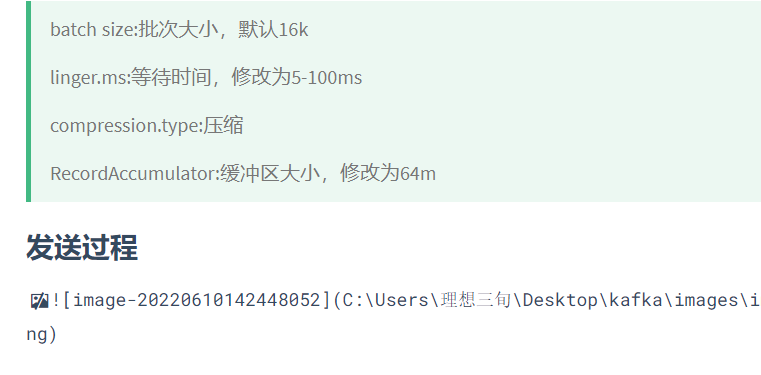 batch size:批次大小，默认16k
linger.ms:等待时间，修改为5-100ms
compression.type:压缩
RecordAccumulator:缓冲区大小，修改为64m
发送过程
![image-20220610142448052](C:\Users\理想三旬\Desktop\kafka\images\i
ng)